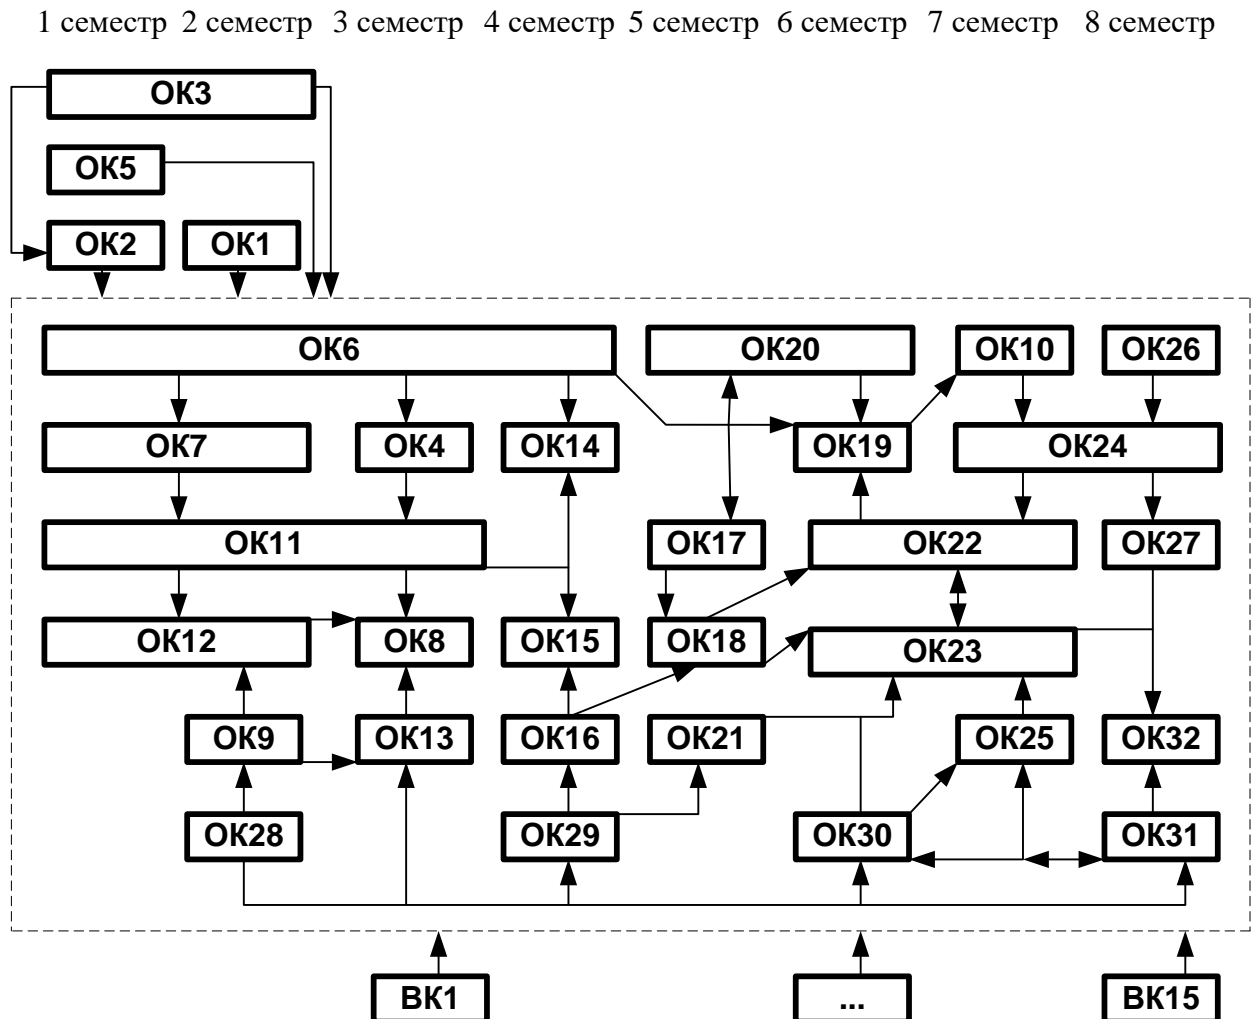 1 семестр 2 семестр 3 семестр 4 семестр 5 семестр 6 семестр 7 семестр 8 семестр
ОК3
ОК5
ОК2 ОК1
ОК6 ОК20 ОК10 ОК26
ОК7 ОК4 ОК14 ОК19 ОК24
ОК11 ОК17 ОК22 ОК27
ОК12 ОК8 ОК15 ОК18 ОК23
ОК9 ОК13 ОК16 ОК21 ОК25 ОК32
ОК28 ОК29 ОК30 ОК31
ВК1 ... ВК15